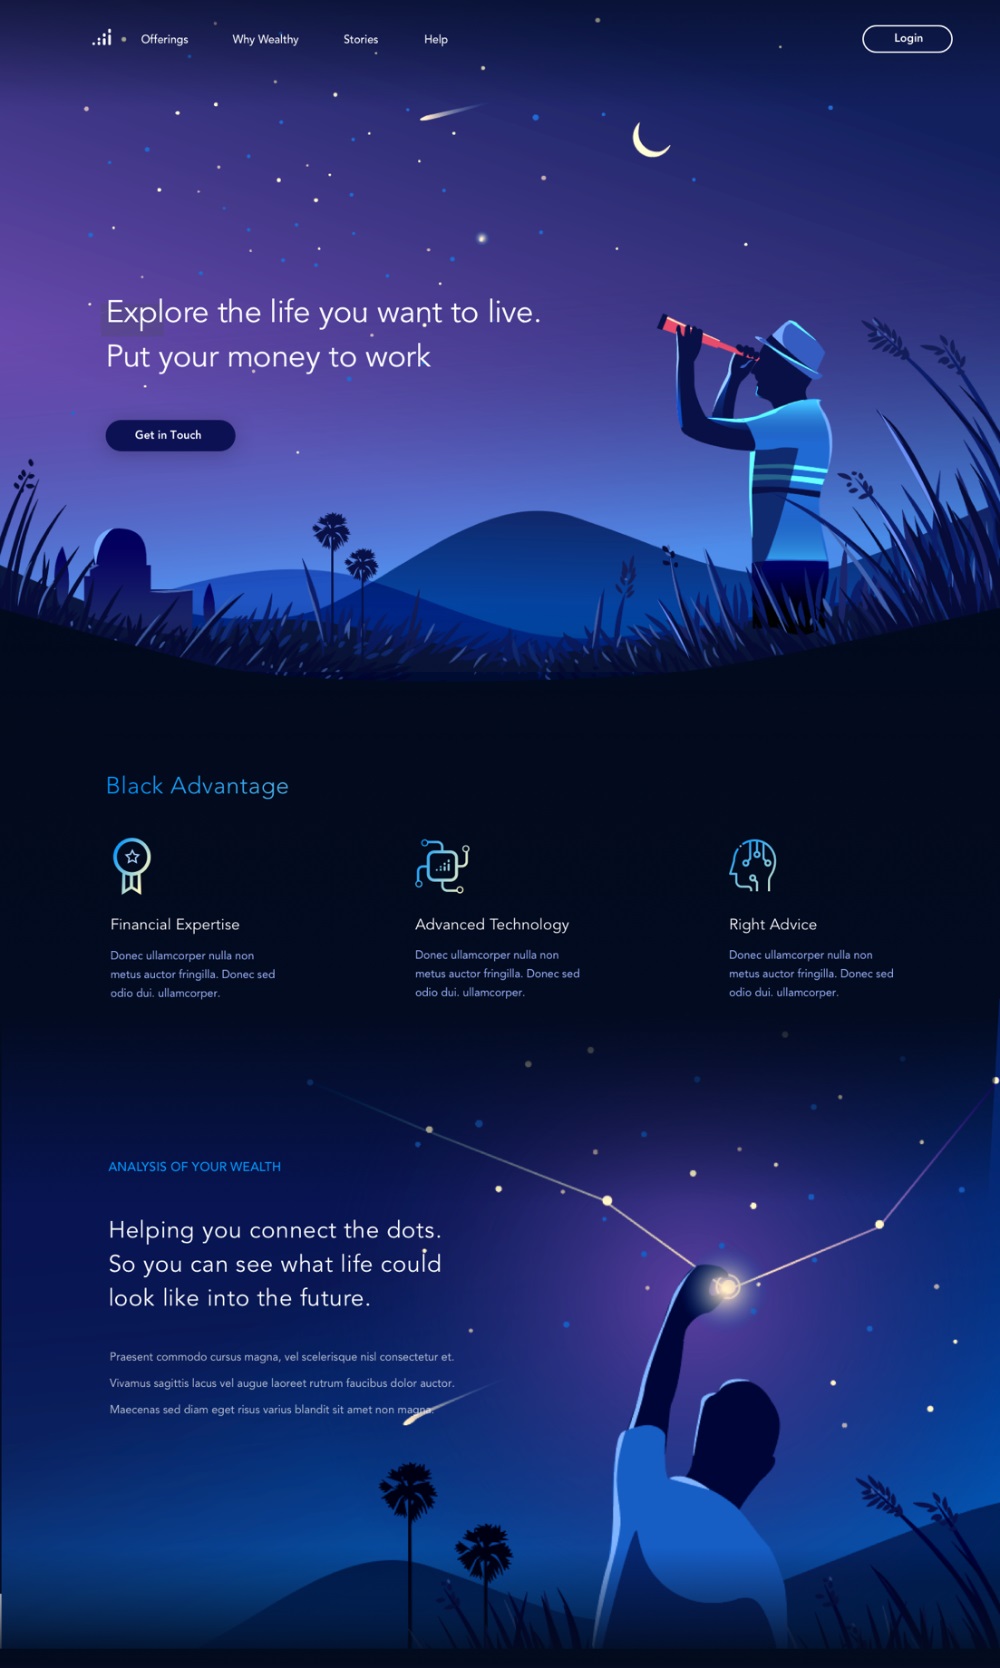 Offerings
Why Wealthy
Stories
Help
Login
Explore the life you want to live.
Put your money to work
Get in Touch
Black Advantage
Financial Expertise
Donec ullamcorper nulla non
metus auctor fringilla. Donec sed
odio dui. ullamcorper.
Advanced Technology
Donec ullamcorper nulla non
metus auctor fringilla. Donec sed
odio dui. ullamcorper.
Right Advice
Donec ullamcorper nulla non
metus auctor fringilla. Donec sed
odio dui. ullamcorper.
ANALYSIS OF YOUR WEALTH
Helping you connect the dots.
So you can see what life could
look like into the future.
Praesent commodo cursus magna, vel scelerisque nisl consectetur et.
Vivamus sagittis lacus vel augue laoreet rutrum faucibus dolor auctor.
Maecenas sed diam eget risus varius blandit sit amet non magna.